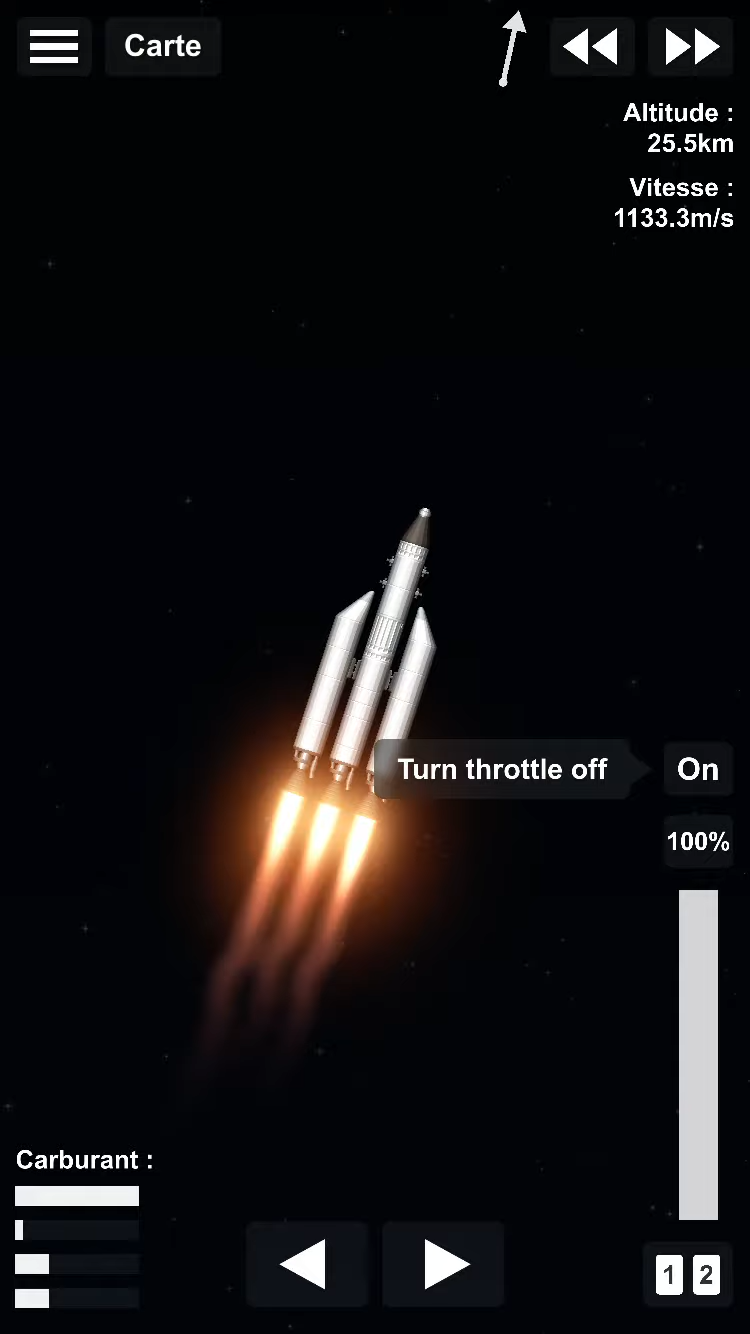 Carte
Altitude :
25.5km
Vitesse :
1133.3m/s
Turn throttle off
On
100%
Carburant :
1 2